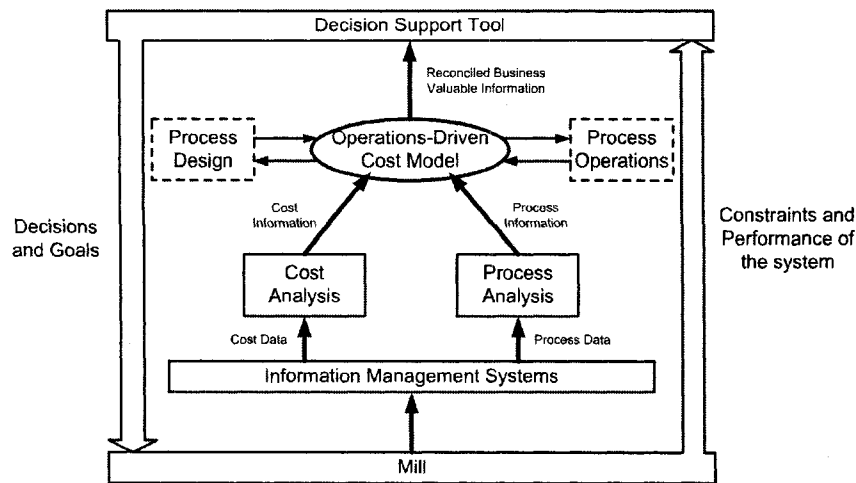 Decision Support Tool
Reconciled Business
Valuable Information
Process
Design
Operations-Driven
Cost Model
Process
Operations
Cost
Information
Process
Information
Decisions
and Goals
Constraints and
Performance of
the system
Cost
Analysis
Process
Analysis
Cost Data
Process Data
Information Management Systems
Mill